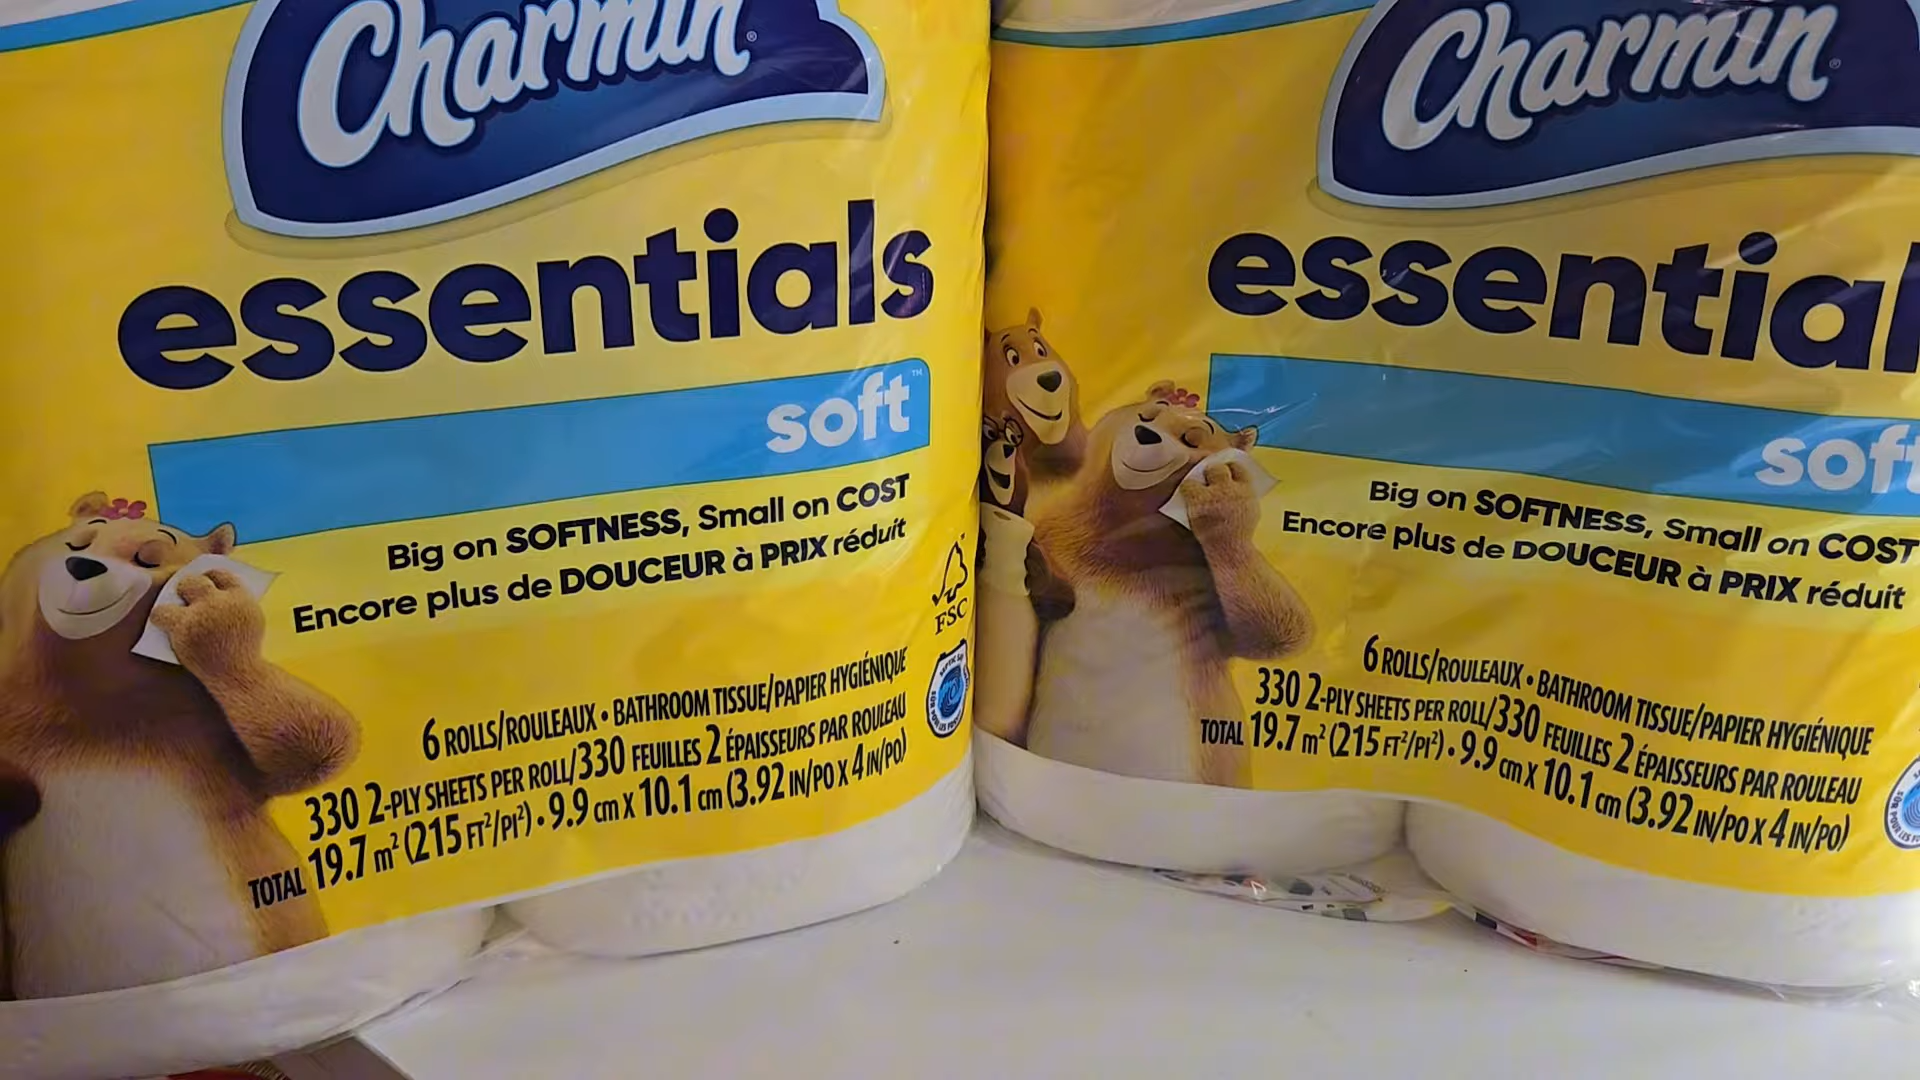 Charmin®
essentials
soft™
Big on SOFTNESS, Small on COST
Encore plus de DOUCEUR à PRIX réduit
FSC
6 ROLLS/ROULEAUX • BATHROOM TISSUE/PAPIER HYGIÉNIQUE
330 2-PLY SHEETS PER ROLL/330 FEUILLES 2 ÉPAISSEURS PAR ROULEAU
TOTAL 19.7 m² (215 FT²/PI²) • 9.9 cm X 10.1 cm (3.92 IN/PO X 4 IN/PO)
Charmin®
essential
soft
Big on SOFTNESS, Small on COST
Encore plus de DOUCEUR à PRIX réduit
6 ROLLS/ROULEAUX • BATHROOM TISSUE/PAPIER HYGIÉNIQUE
330 2-PLY SHEETS PER ROLL/330 FEUILLES 2 ÉPAISSEURS PAR ROULEAU
TOTAL 19.7 m² (215 FT²/PI²) • 9.9 cm X 10.1 cm (3.92 IN/PO X 4 IN/PO)